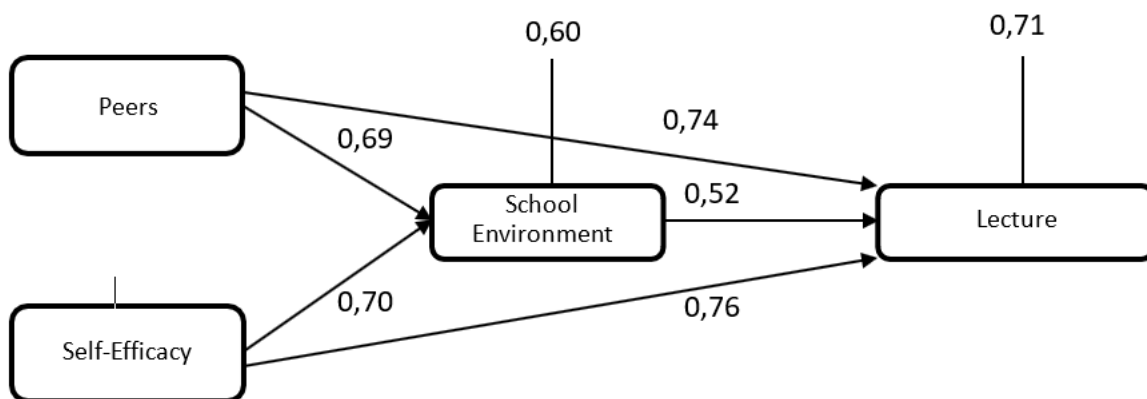 0,60
0,71
Peers
0,74
0,69
School
Environment
0,52
Lecture
0,70
0,76
Self-Efficacy